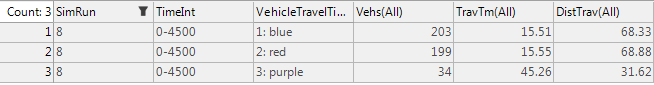 Count: 3 SimRun TimeInt VehicleTravelTi... Vehs(All) TravTm(All) DistTrav(All)
1 8 0-4500 1: blue 203 15.51 68.33
2 8 0-4500 2: red 199 15.55 68.88
3 8 0-4500 3: purple 34 45.26 31.62